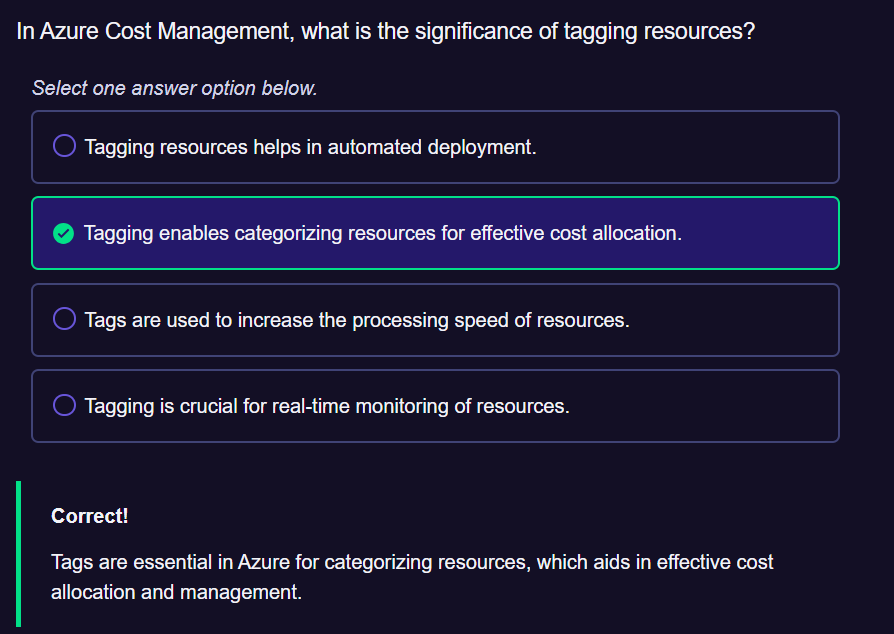 In Azure Cost Management, what is the significance of tagging resources?
Select one answer option below.
Tagging resources helps in automated deployment.
Tagging enables categorizing resources for effective cost allocation.
Tags are used to increase the processing speed of resources.
Tagging is crucial for real-time monitoring of resources.
Correct!
Tags are essential in Azure for categorizing resources, which aids in effective cost
allocation and management.